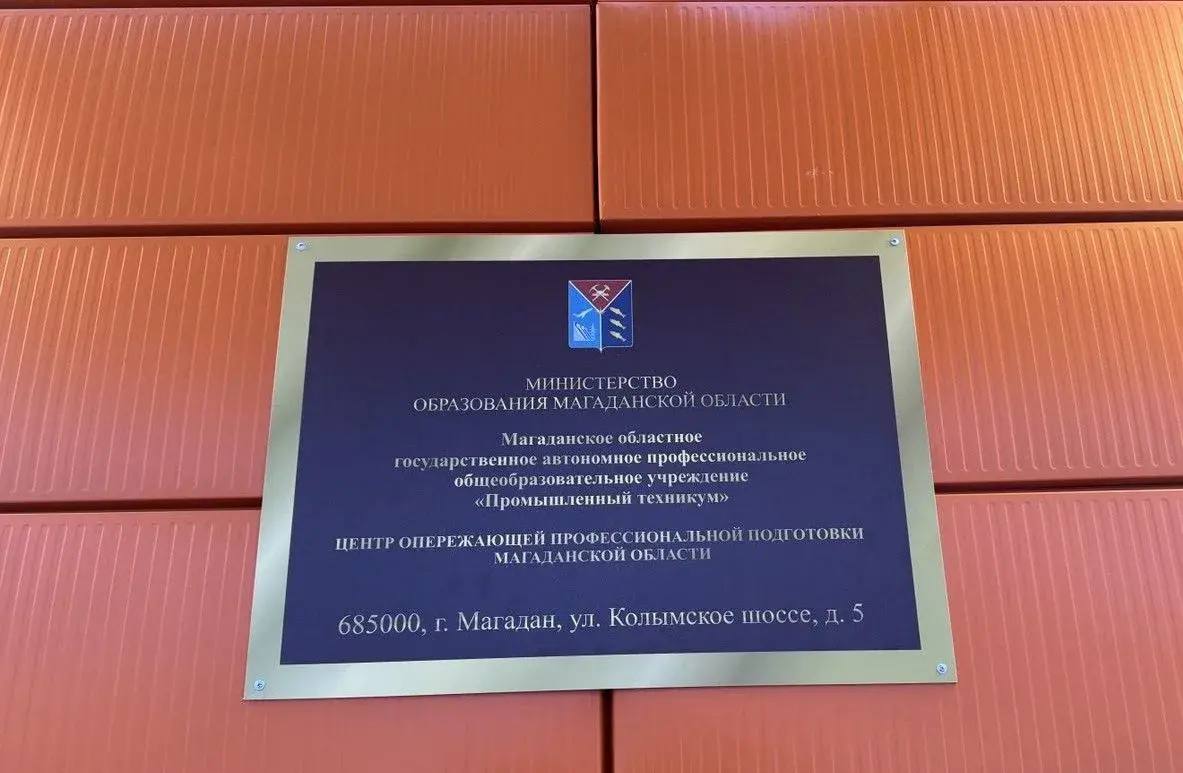 МИНИСТЕРСТВО
ОБРАЗОВАНИЯ МАГАДАНСКОЙ ОБЛАСТИ
Магаданское областное
государственное автономное профессиональное
общеобразовательное учреждение
«Промышленный техникум»
ЦЕНТР ОПЕРЕЖАЮЩЕЙ ПРОФЕССИОНАЛЬНОЙ ПОДГОТОВКИ
МАГАДАНСКОЙ ОБЛАСТИ
685000, г. Магадан, ул. Колымское шоссе, д. 5